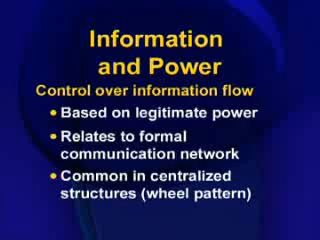 Information
and Power
Control over information flow
• Based on legitimate power
• Relates to formal
communication network
• Common in centralized
structures (wheel pattern)